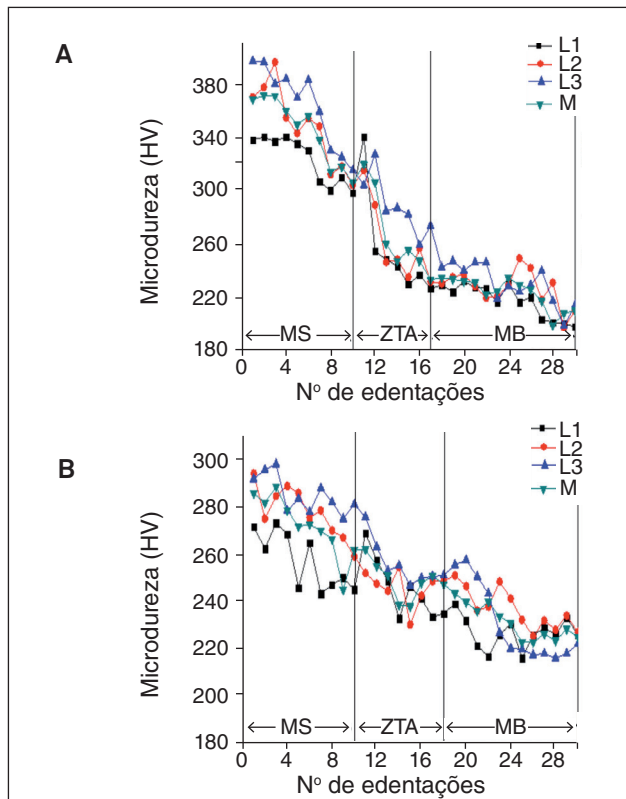 A
L1
L2
L3
M
Microdureza (HV)
380
340
300
260
220
180
MS
ZTA
MB
0 4 8 12 16 20 24 28
Nº de edentações
B
L1
L2
L3
M
Microdureza (HV)
300
280
260
240
220
200
180
MS
ZTA
MB
0 4 8 12 16 20 24 28
Nº de edentações